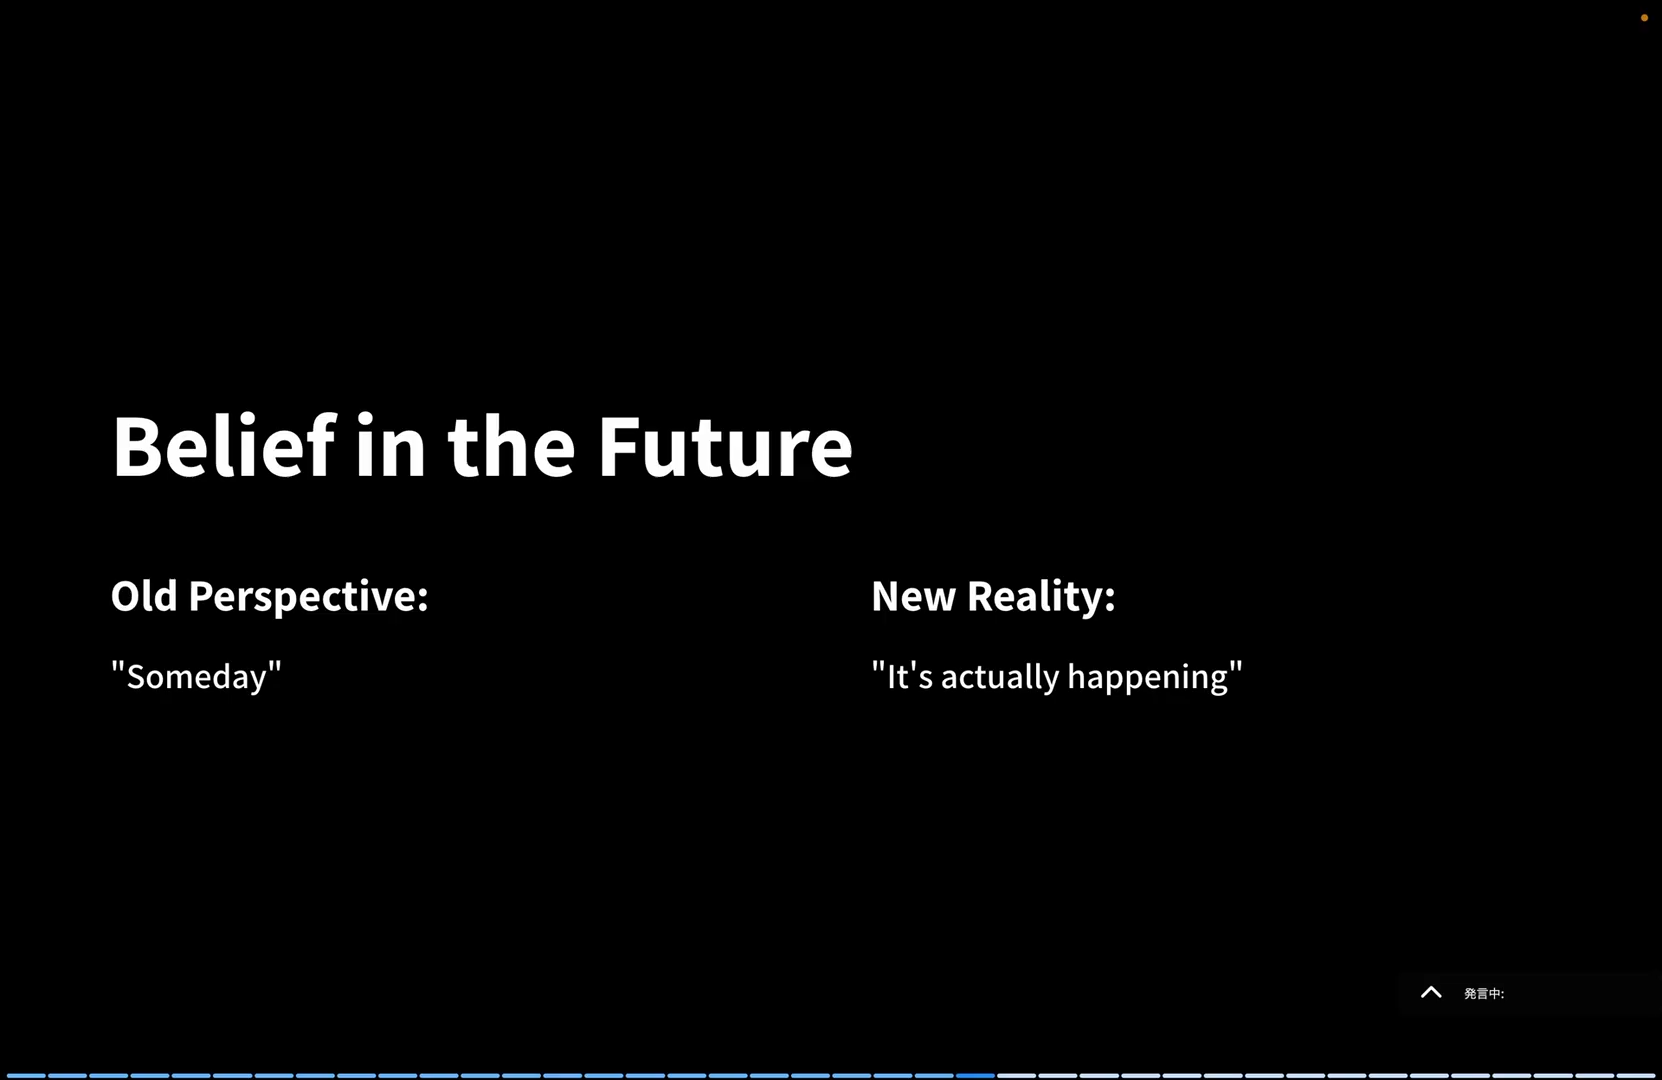 Belief in the Future
Old Perspective:
"Someday"
New Reality:
"It's actually happening"
発言中: